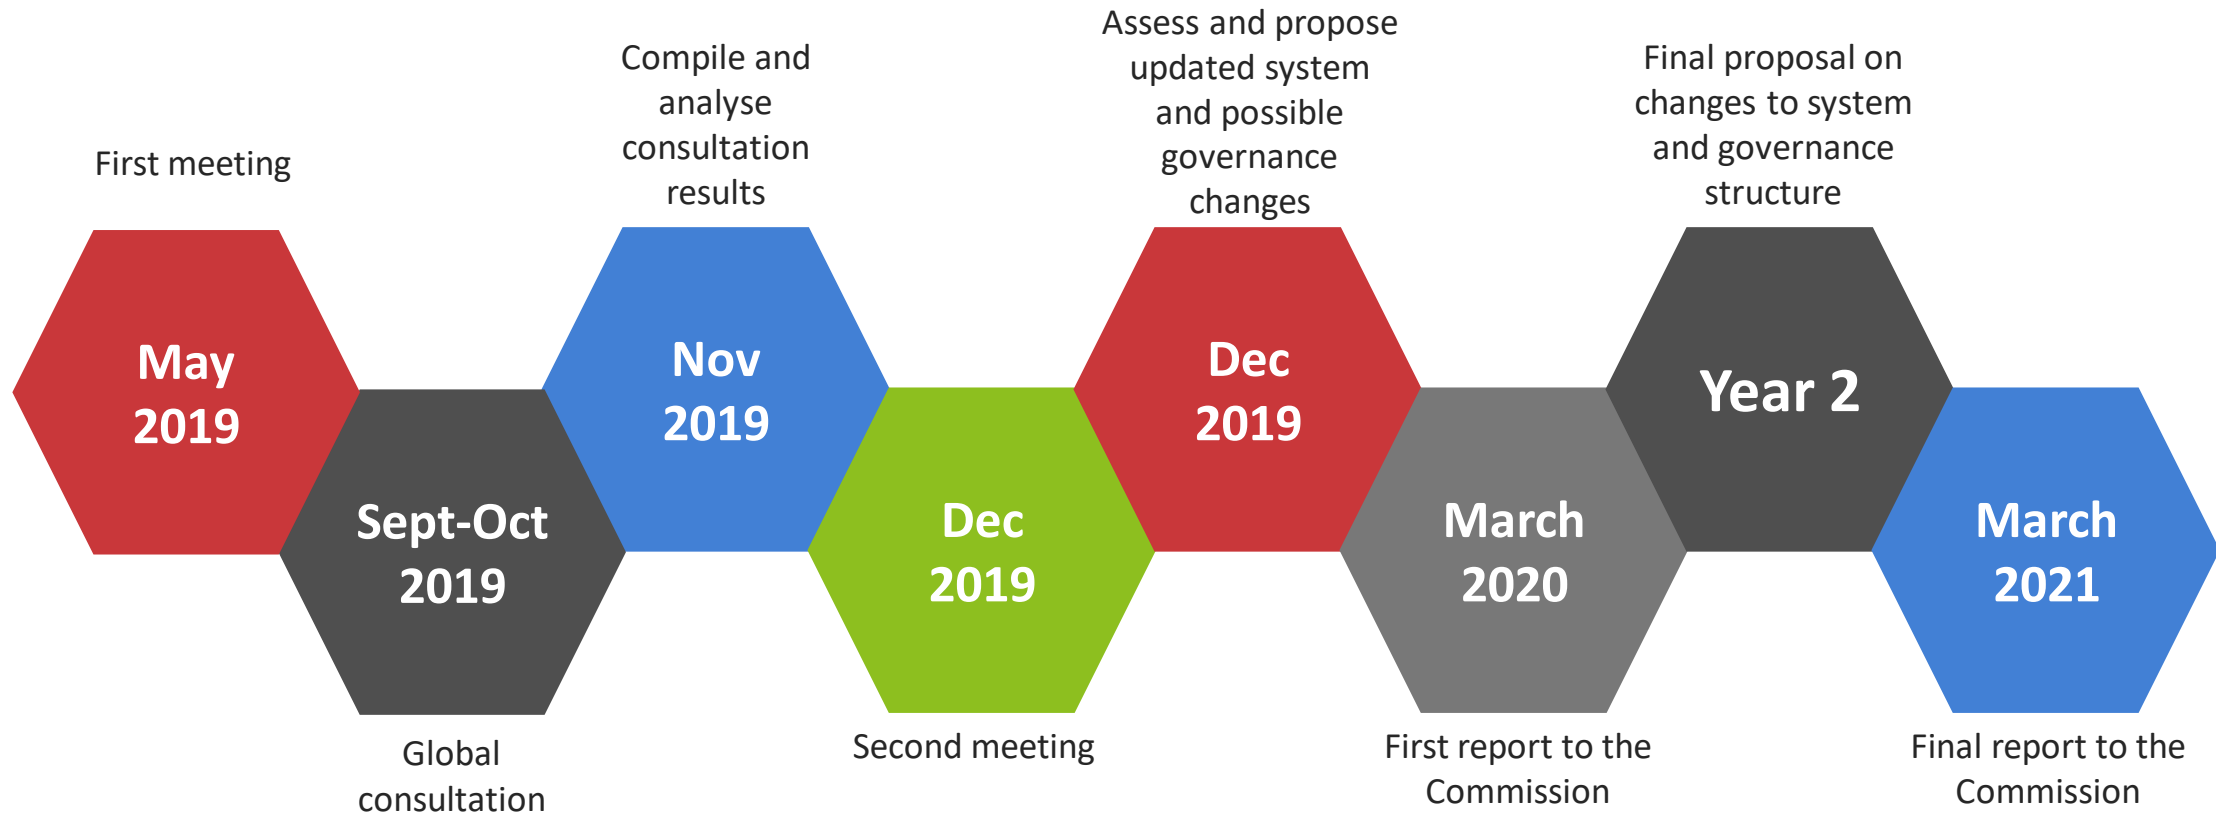 First meeting
May
2019
Sept-Oct
2019
Global
consultation
Compile and
analyse
consultation
results
Nov
2019
Dec
2019
Second meeting
Assess and propose
updated system
and possible
governance
changes
Dec
2019
March
2020
First report to the
Commission
Final proposal on
changes to system
and governance
structure
Year 2
March
2021
Final report to the
Commission